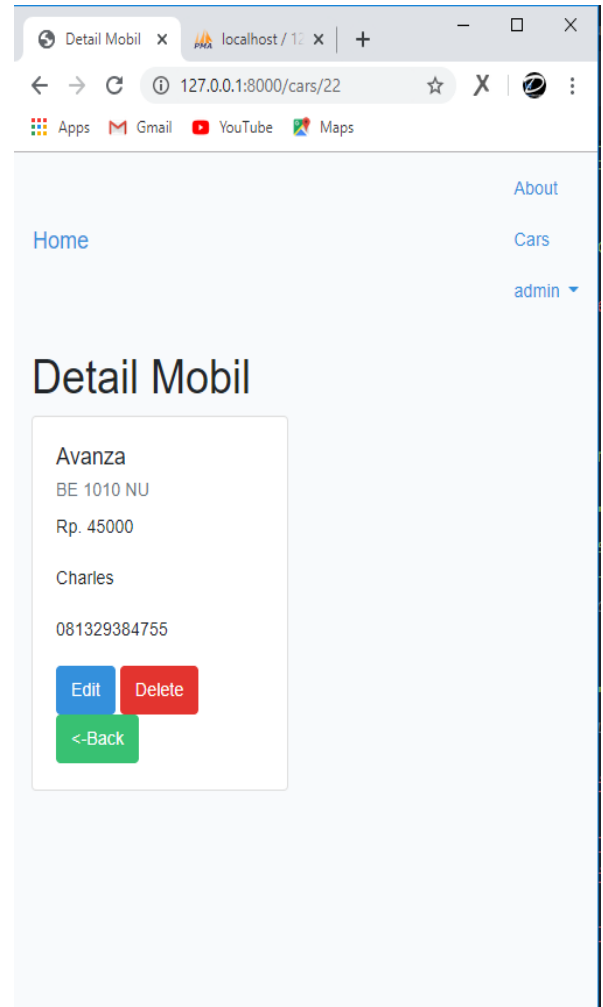 Detail Mobil
localhost / 12
127.0.0.1:8000/cars/22
Apps Gmail YouTube Maps
About
Home
Cars
admin
Detail Mobil
Avanza
BE 1010 NU
Rp. 45000
Charles
081329384755
Edit Delete
<-Back